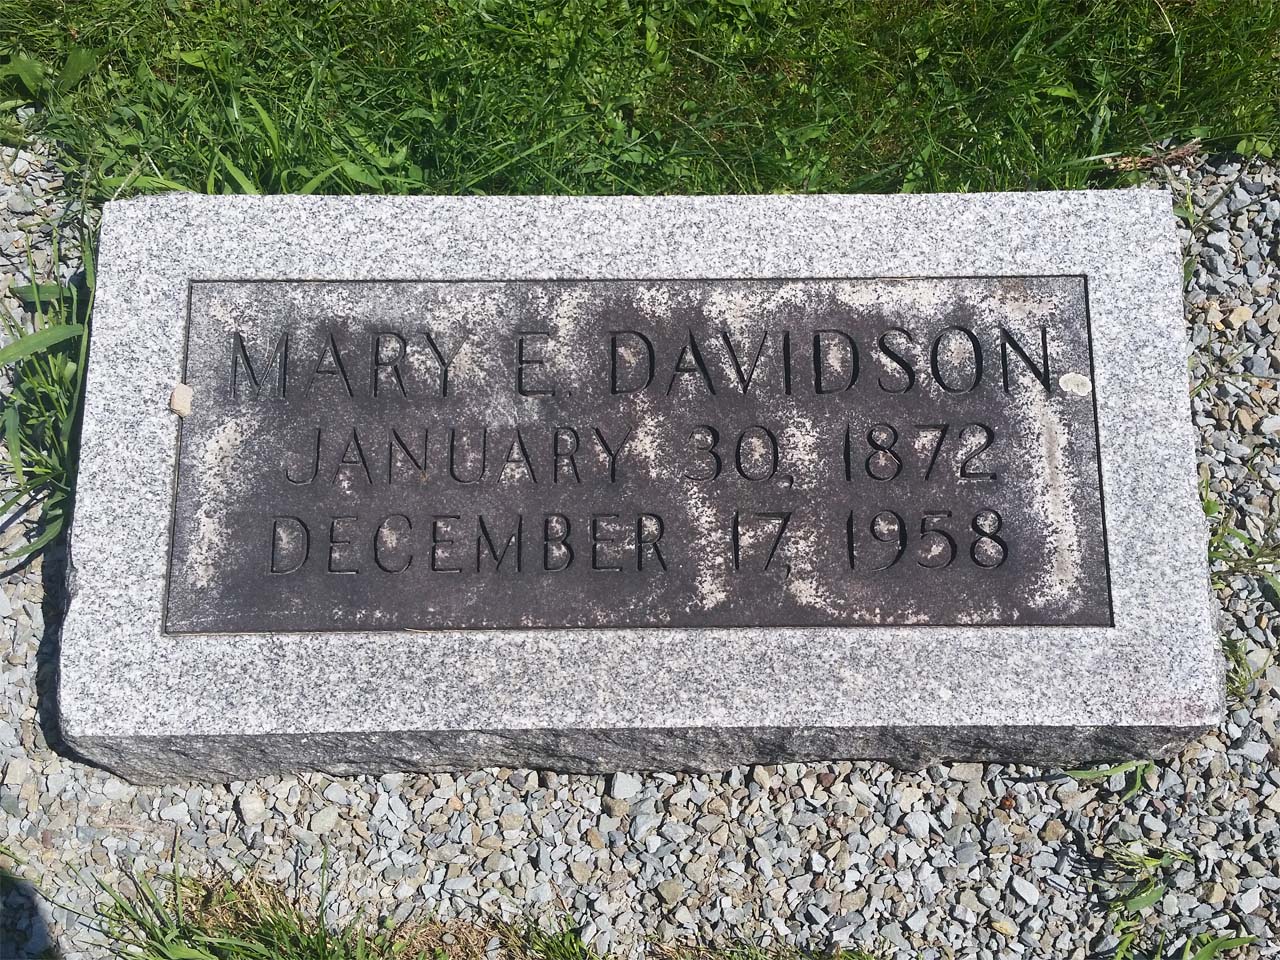 MARY E. DAVIDSON
JANUARY 30, 1872
DECEMBER 17, 1958